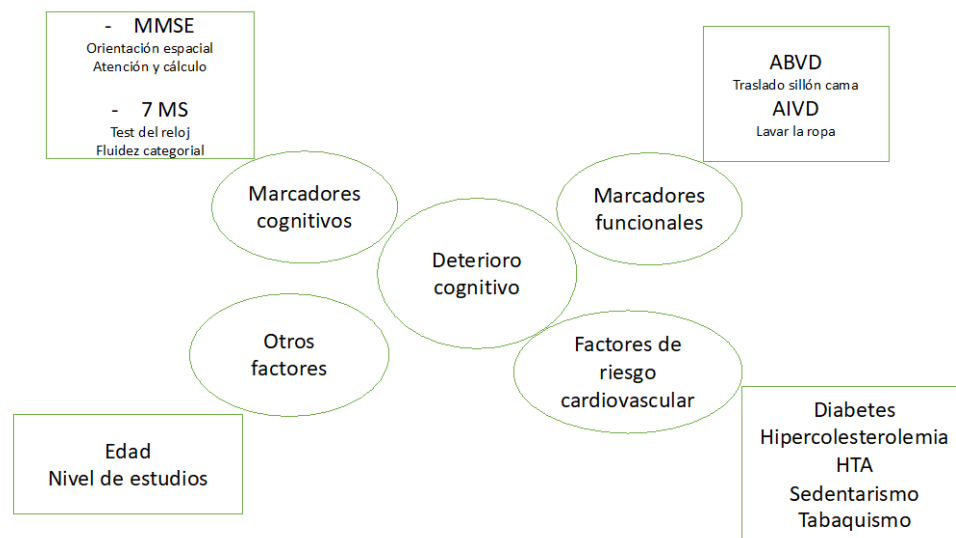 - MMSE
Orientación espacial
Atención y cálculo
- 7 MS
Test del reloj
Fluidez categorial
ABVD
Traslado sillón cama
AIVD
Lavar la ropa
Marcadores
cognitivos
Marcadores
funcionales
Deterioro
cognitivo
Otros
factores
Factores de
riesgo
cardiovascular
Edad
Nivel de estudios
Diabetes
Hipercolesterolemia
HTA
Sedentarismo
Tabaquismo